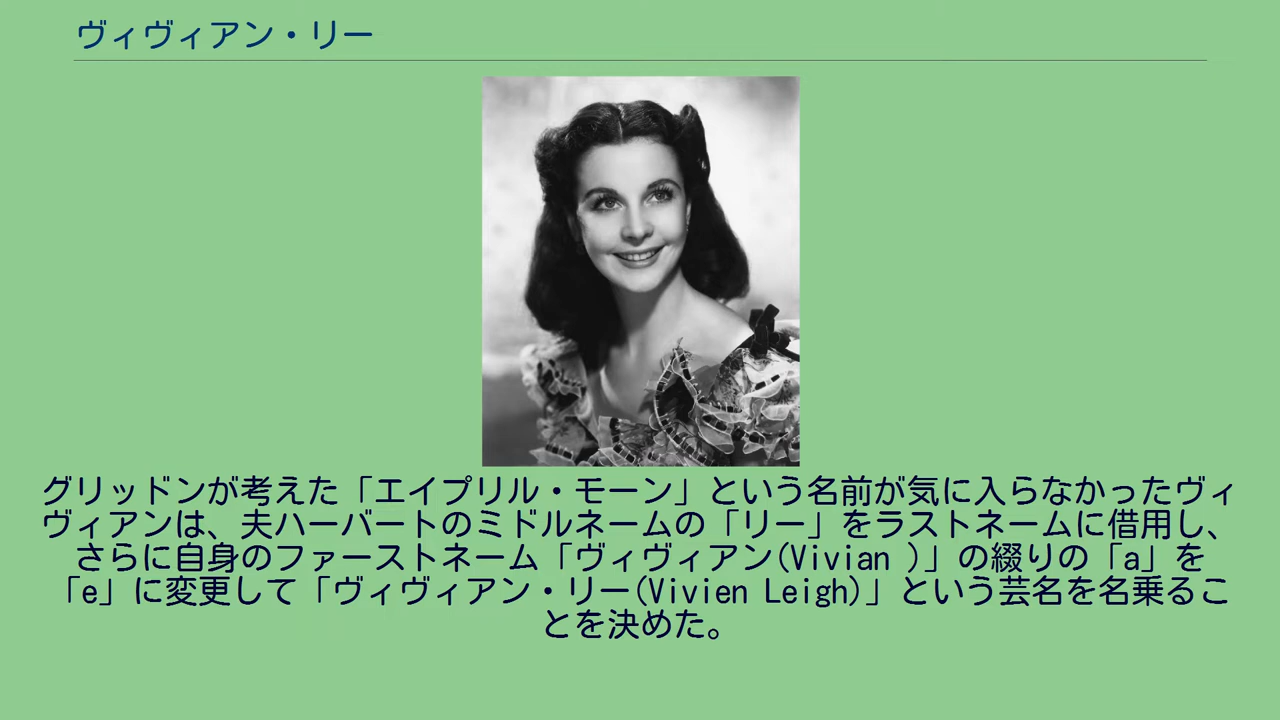 ヴィヴィアン・リー
グリッドンが考えた「エイプリル・モーン」という名前が気に入らなかったヴィ
ヴィアンは、夫ハーバートのミドルネームの「リー」をラストネームに借用し、
さらに自身のファーストネーム「ヴィヴィアン(Vivian )」の綴りの「a」を
「e」に変更して「ヴィヴィアン・リー(Vivien Leigh)」という芸名を名乗るこ
とを決めた。